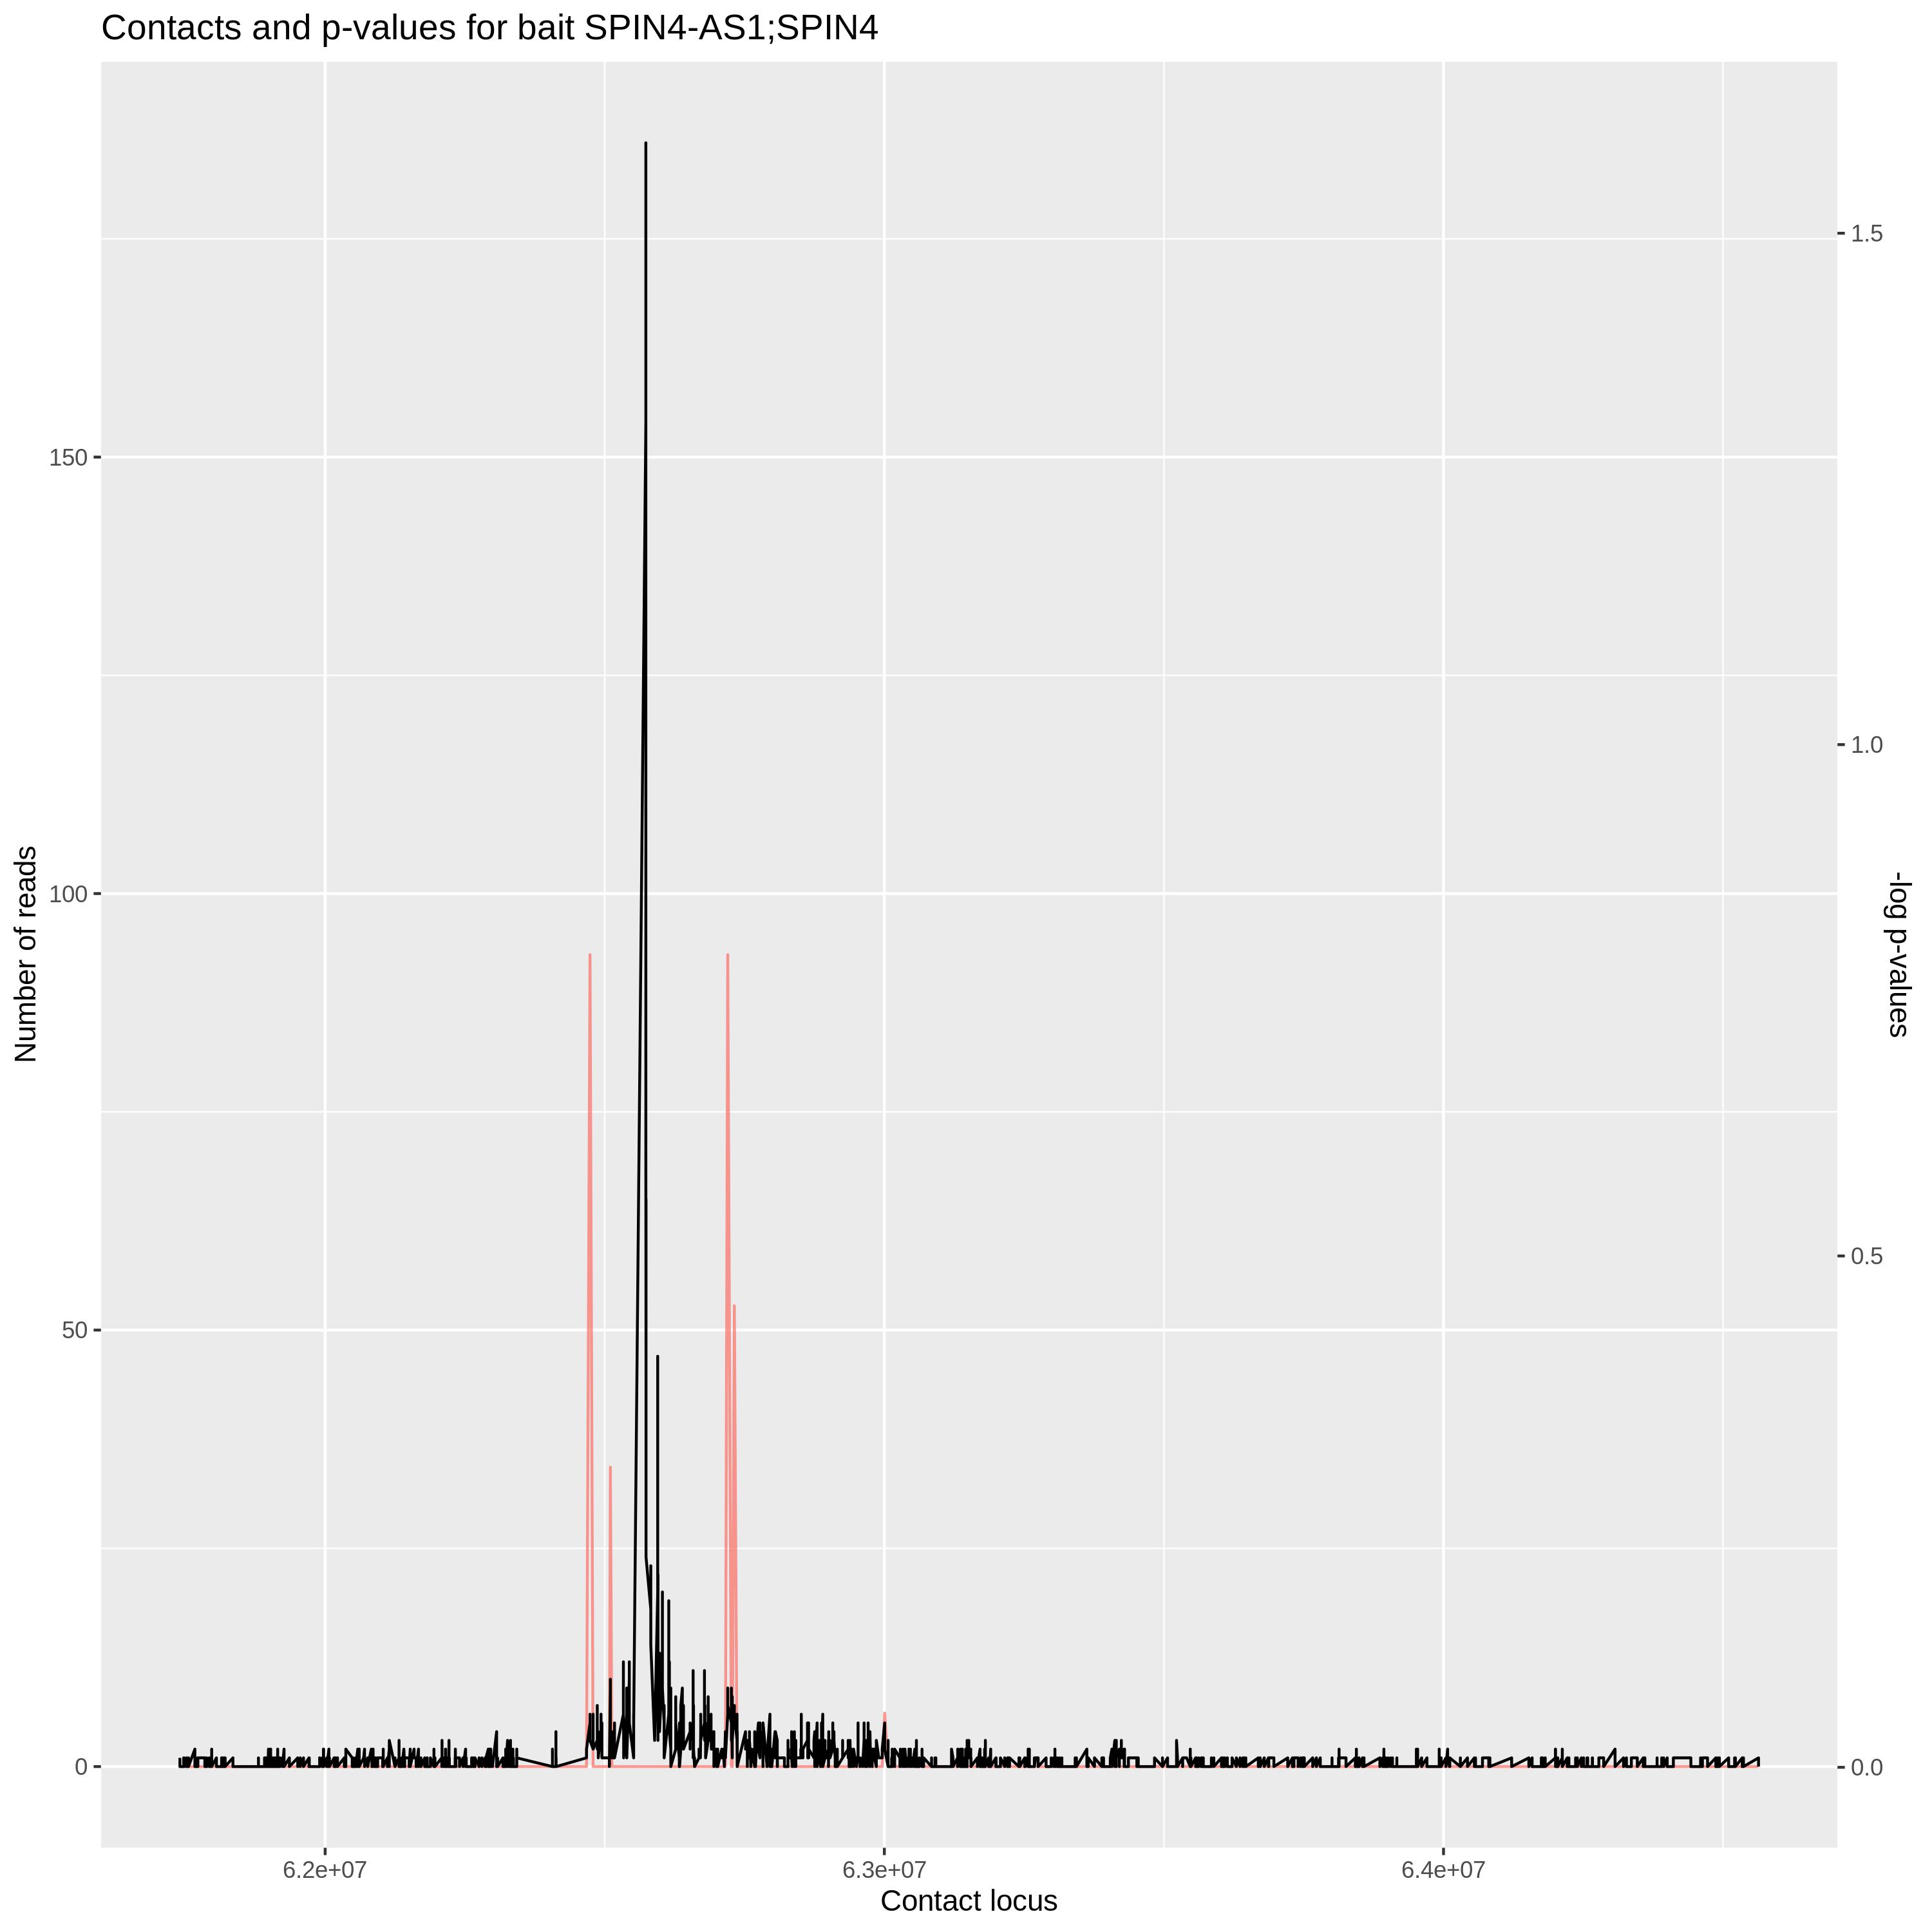 Contacts and p-values for bait SPIN4-AS1;SPIN4
Number of reads
150
100
50
0
1.5
1.0
0.5
0.0
-log p-values
6.2e+07
6.3e+07
6.4e+07
Contact locus